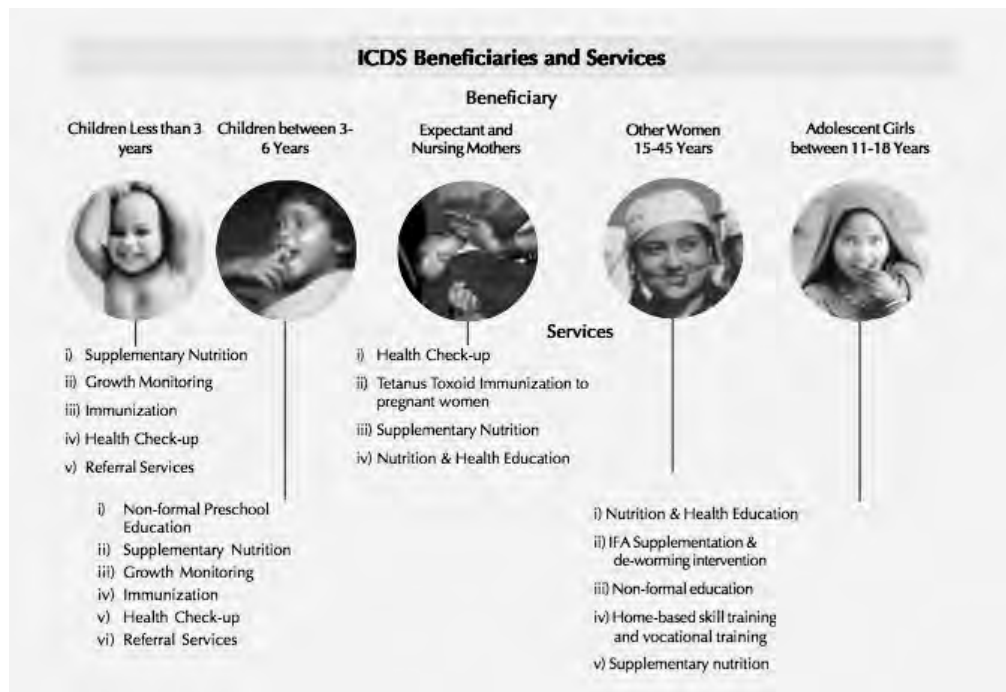 ICDS Beneficiaries and Services
Beneficiary
Children Less than 3
years
Children between 3-
6 Years
Expectant and
Nursing Mothers
Other Women
15-45 Years
Adolescent Girls
between 11-18 Years
Services
i) Supplementary Nutrition
ii) Growth Monitoring
iii) Immunization
iv) Health Check-up
v) Referral Services
i) Non-formal Preschool
Education
ii) Supplementary Nutrition
iii) Growth Monitoring
iv) Immunization
v) Health Check-up
vi) Referral Services
i) Health Check-up
ii) Tetanus Toxoid Immunization to
pregnant women
iii) Supplementary Nutrition
iv) Nutrition & Health Education
i) Nutrition & Health Education
ii) IFA Supplementation &
de-worming intervention
iii) Non-formal education
iv) Home-based skill training
and vocational training
v) Supplementary nutrition